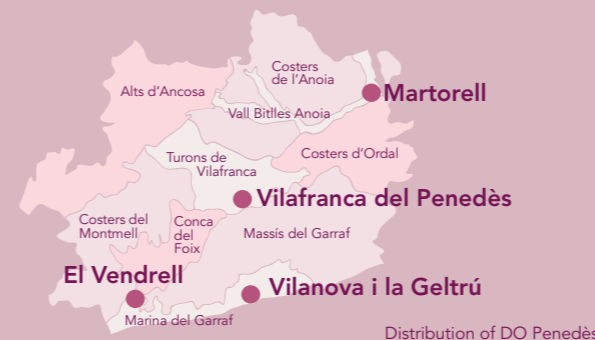 Costers
de l'Anoia
Alts d'Ancosa
Martorell
Vall Bitlles Anoia
Turons de
Vilafranca
Costers d'Ordal
Vilafranca del Penedès
Costers del
Montmell
Conca
del
Foix
Massís del Garraf
El Vendrell
Vilanova i la Geltrú
Marina del Garraf
Distribution of DO Penedès